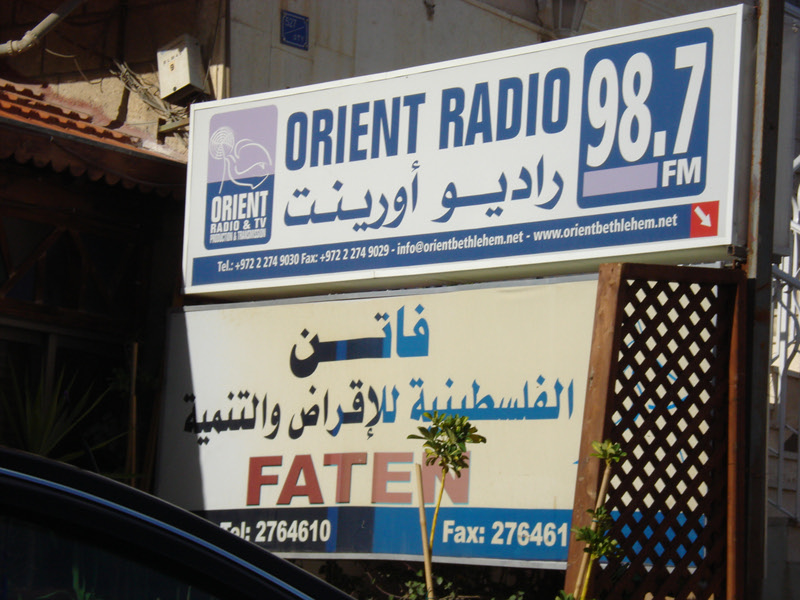 ORIENT RADIO
98.7
FM
راديو أورينت
ORIENT
RADIO & TV
PRODUCTION &
Tel.: +972 2 274 9030 Fax: +972 2 274 9029 - info@orientbethlehem.net - www.orientbethlehem.net
فاتن
الفلسطينية للإقراض والتنمية
FATEN
Tel: 2764610 Fax: 276461